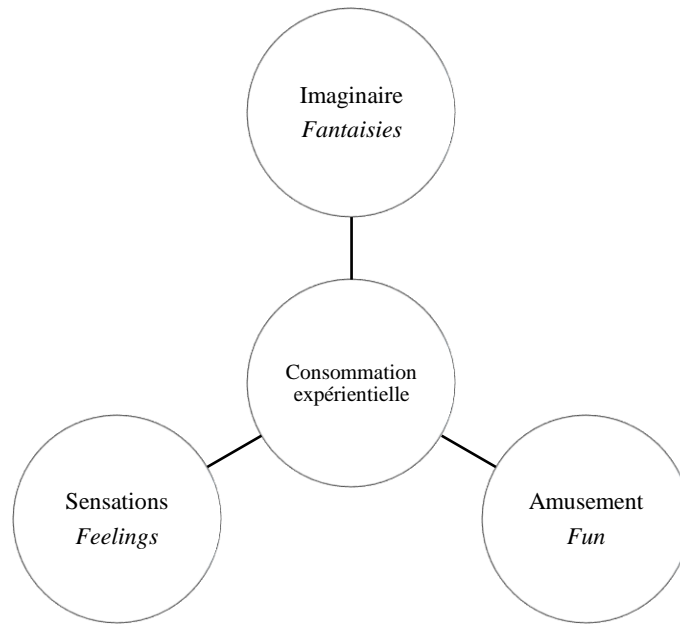 Imaginaire
Fantaisies
Consommation
expérientielle
Sensations
Feelings
Amusement
Fun